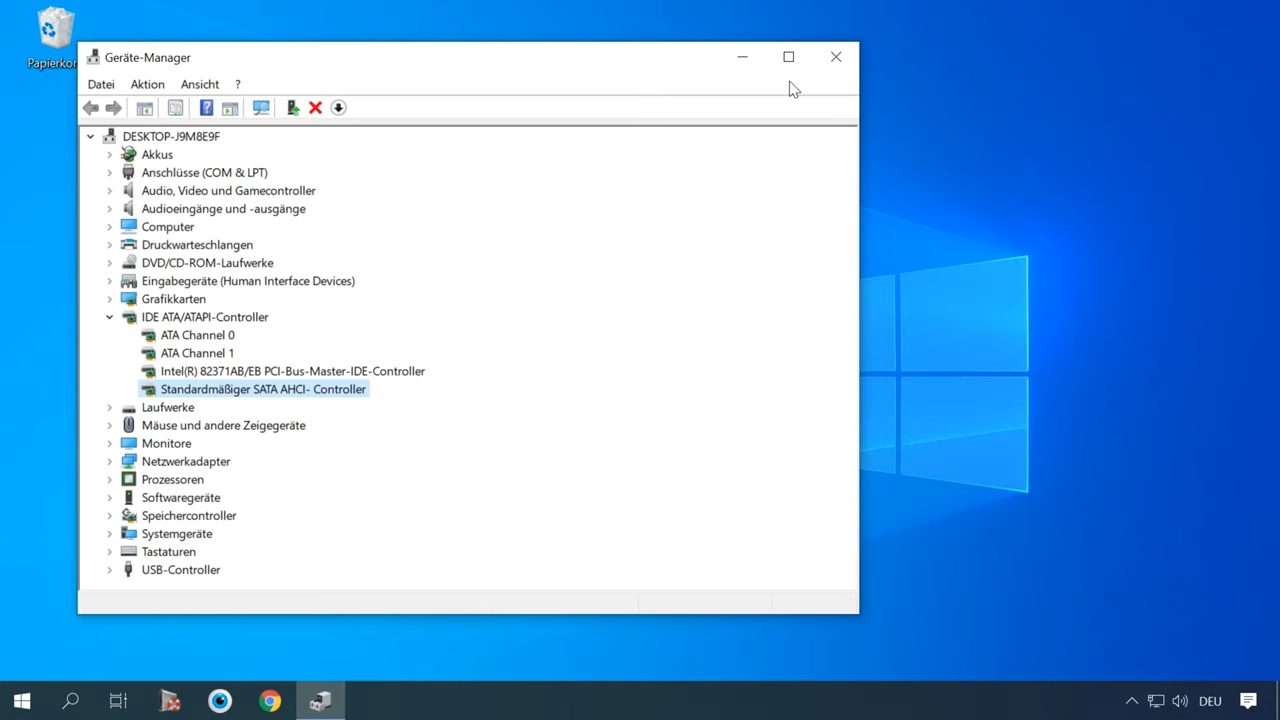 Papierkor
Geräte-Manager
Datei Aktion Ansicht ?
DESKTOP-J9M8E9F
Akkus
Anschlüsse (COM & LPT)
Audio, Video und Gamecontroller
Audioeingänge und -ausgänge
Computer
Druckwarteschlangen
DVD/CD-ROM-Laufwerke
Eingabegeräte (Human Interface Devices)
Grafikkarten
IDE ATA/ATAPI-Controller
ATA Channel 0
ATA Channel 1
Intel(R) 82371AB/EB PCI-Bus-Master-IDE-Controller
Standardmäßiger SATA AHCI- Controller
Laufwerke
Mäuse und andere Zeigegeräte
Monitore
Netzwerkadapter
Prozessoren
Softwaregeräte
Speichercontroller
Systemgeräte
Tastaturen
USB-Controller
DEU